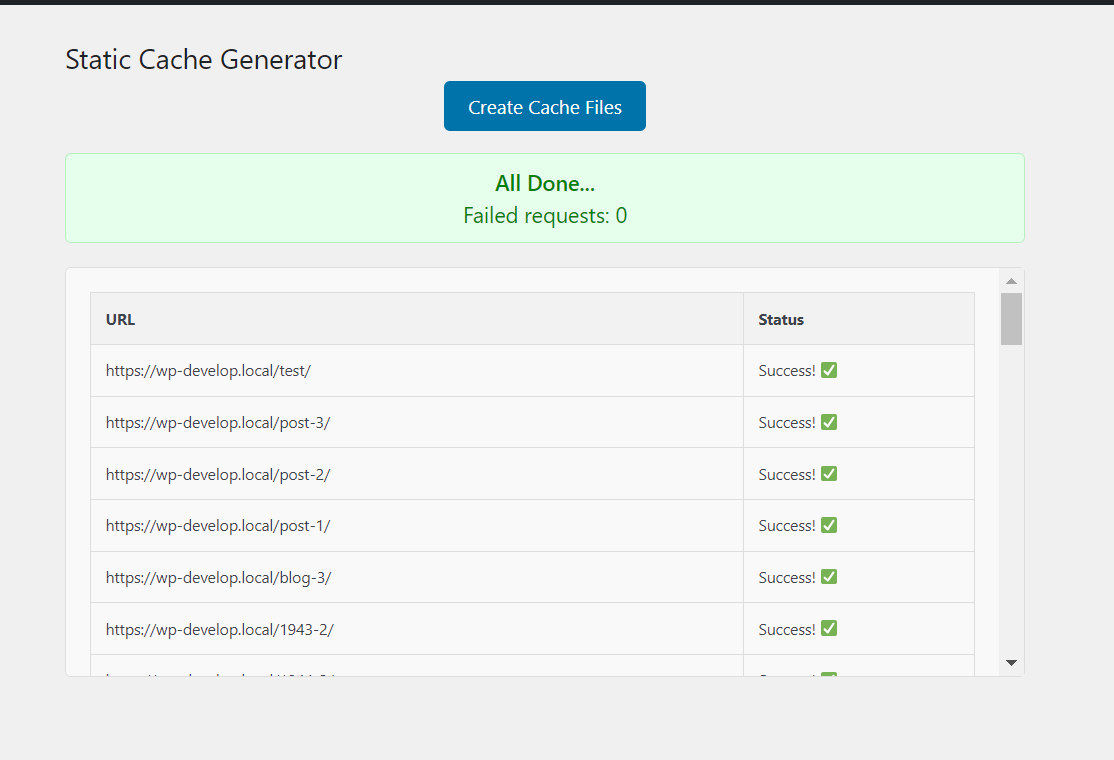 Static Cache Generator
Create Cache Files
All Done...
Failed requests: 0
URL Status
https://wp-develop.local/test/ Success! ✅
https://wp-develop.local/post-3/ Success! ✅
https://wp-develop.local/post-2/ Success! ✅
https://wp-develop.local/post-1/ Success! ✅
https://wp-develop.local/blog-3/ Success! ✅
https://wp-develop.local/1943-2/ Success! ✅